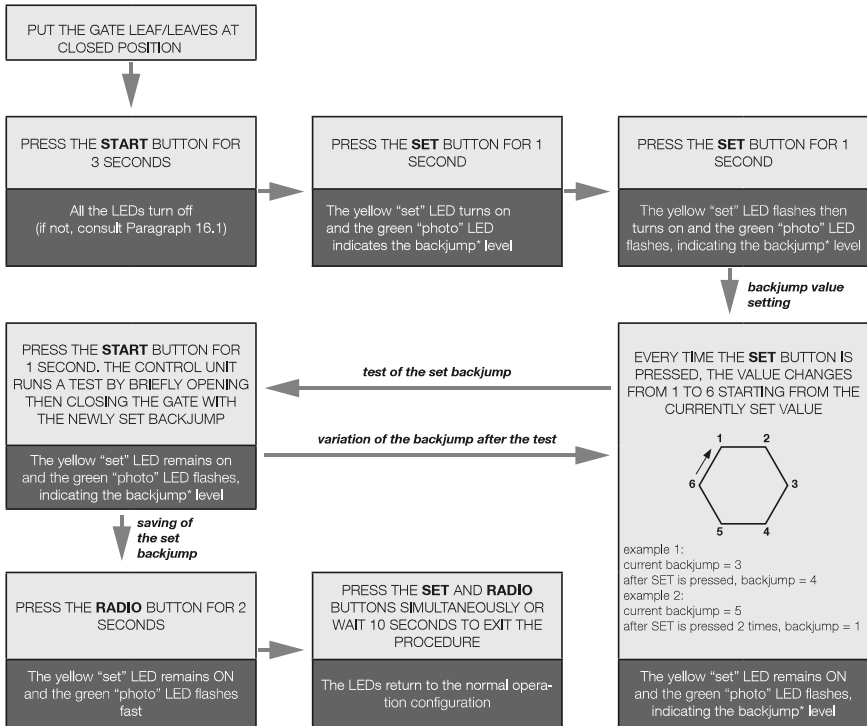 PUT THE GATE LEAF/LEAVES AT
CLOSED POSITION
PRESS THE START BUTTON FOR
3 SECONDS
All the LEDs turn off
(if not, consult Paragraph 16.1)
PRESS THE SET BUTTON FOR 1
SECOND
The yellow “set” LED turns on
and the green “photo” LED
indicates the backjump* level
PRESS THE SET BUTTON FOR 1
SECOND
The yellow “set” LED flashes then
turns on and the green “photo” LED
flashes, indicating the backjump* level
backjump value
setting
EVERY TIME THE SET BUTTON IS
PRESSED, THE VALUE CHANGES
FROM 1 TO 6 STARTING FROM THE
CURRENTLY SET VALUE
1
2
3
4
5
6
example 1:
current backjump = 3
after SET is pressed, backjump = 4
example 2:
current backjump = 5
after SET is pressed 2 times, backjump = 1
The yellow “set” LED remains ON
and the green “photo” LED flashes,
indicating the backjump* level
test of the set backjump
variation of the backjump after the test
PRESS THE START BUTTON FOR
1 SECOND. THE CONTROL UNIT
RUNS A TEST BY BRIEFLY OPENING
THEN CLOSING THE GATE WITH
THE NEWLY SET BACKJUMP
The yellow “set” LED remains on
and the green “photo” LED flashes,
indicating the backjump* level
saving of
the set
backjump
PRESS THE RADIO BUTTON FOR 2
SECONDS
The yellow “set” LED remains ON
and the green “photo” LED flashes
fast
PRESS THE SET AND RADIO
BUTTONS SIMULTANEOUSLY OR
WAIT 10 SECONDS TO EXIT THE
PROCEDURE
The LEDs return to the normal opera-
tion configuration